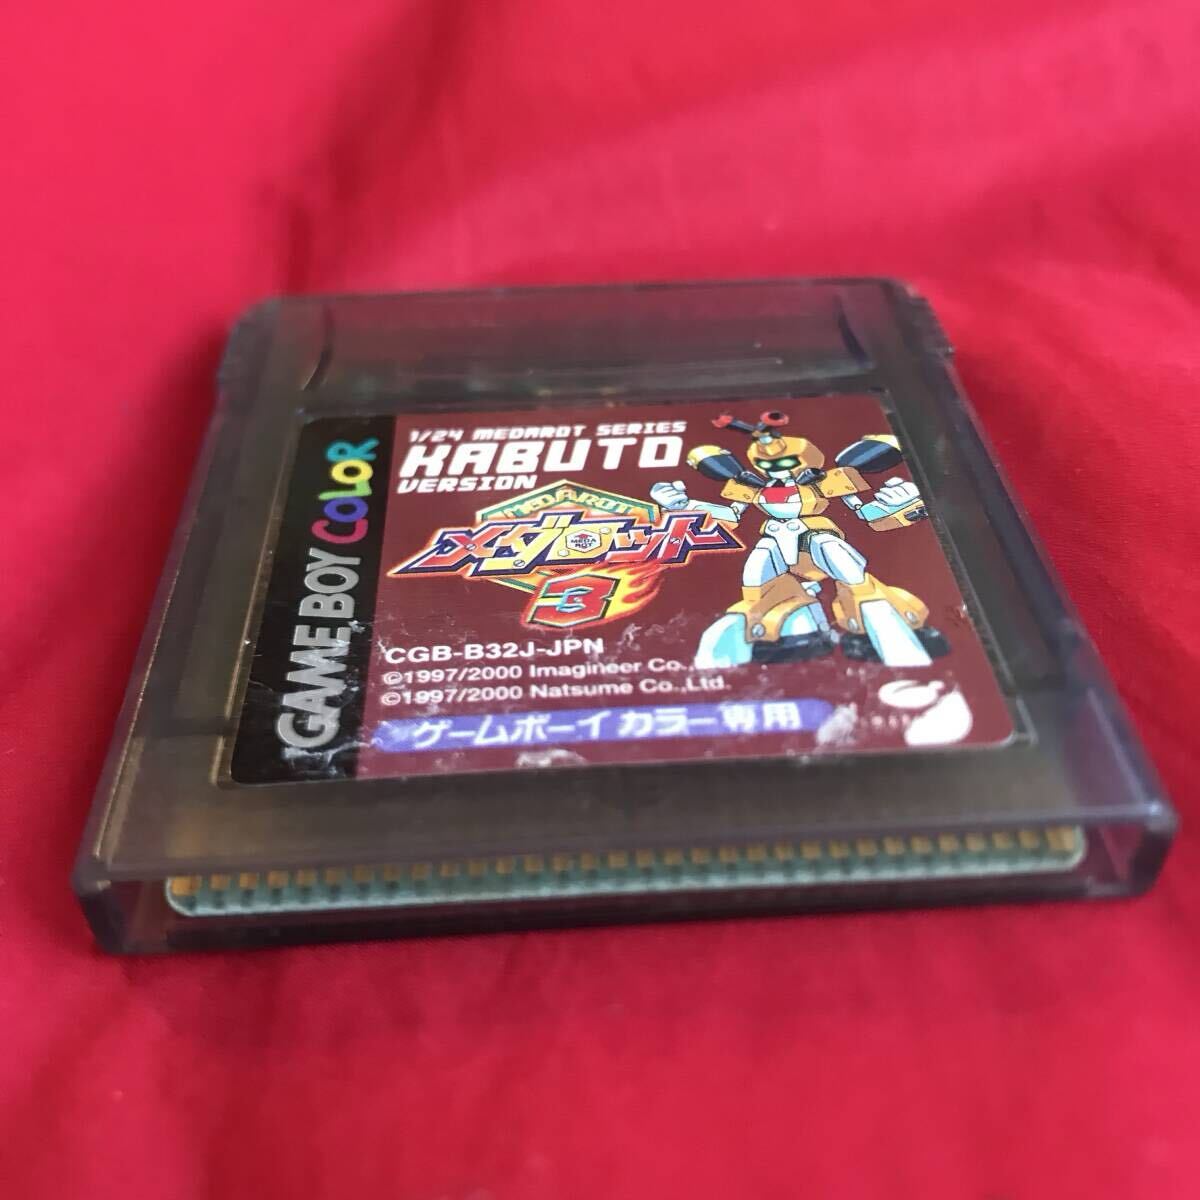 GAME BOY COLOR
1/24 MEDAROT SERIES
KABUTO
VERSION
MEDAROT
メダロット
MEDA
ROT
3
CGB-B32J-JPN
©1997/2000 Imagineer Co.,
©1997/2000 Natsume Co.,Ltd.
ゲームボーイカラー専用